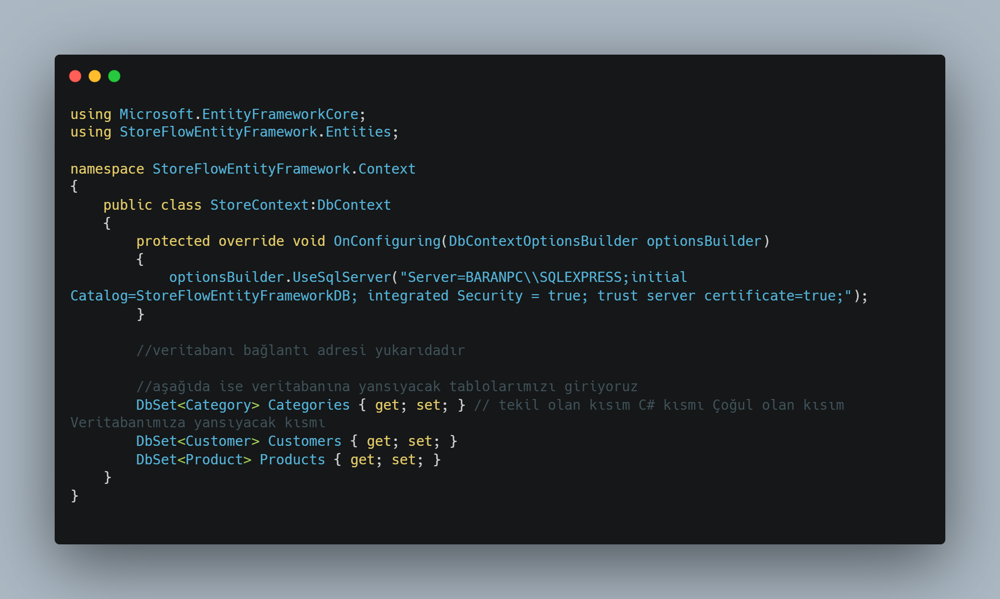 using Microsoft.EntityFrameworkCore;
using StoreFlowEntityFramework.Entities;
namespace StoreFlowEntityFramework.Context
{
public class StoreContext:DbContext
{
protected override void OnConfiguring(DbContextOptionsBuilder optionsBuilder)
{
optionsBuilder.UseSqlServer("Server=BARANPC\\SQLEXPRESS;initial
Catalog=StoreFlowEntityFrameworkDB; integrated Security = true; trust server certificate=true;");
}
//veritabanı bağlantı adresi yukarıdadır
//aşağıda ise veritabanına yansıyacak tablolarımızı giriyoruz
DbSet<Category> Categories { get; set; } // tekil olan kısım C# kısmı Çoğul olan kısım
Veritabanımıza yansıyacak kısmı
DbSet<Customer> Customers { get; set; }
DbSet<Product> Products { get; set; }
}
}